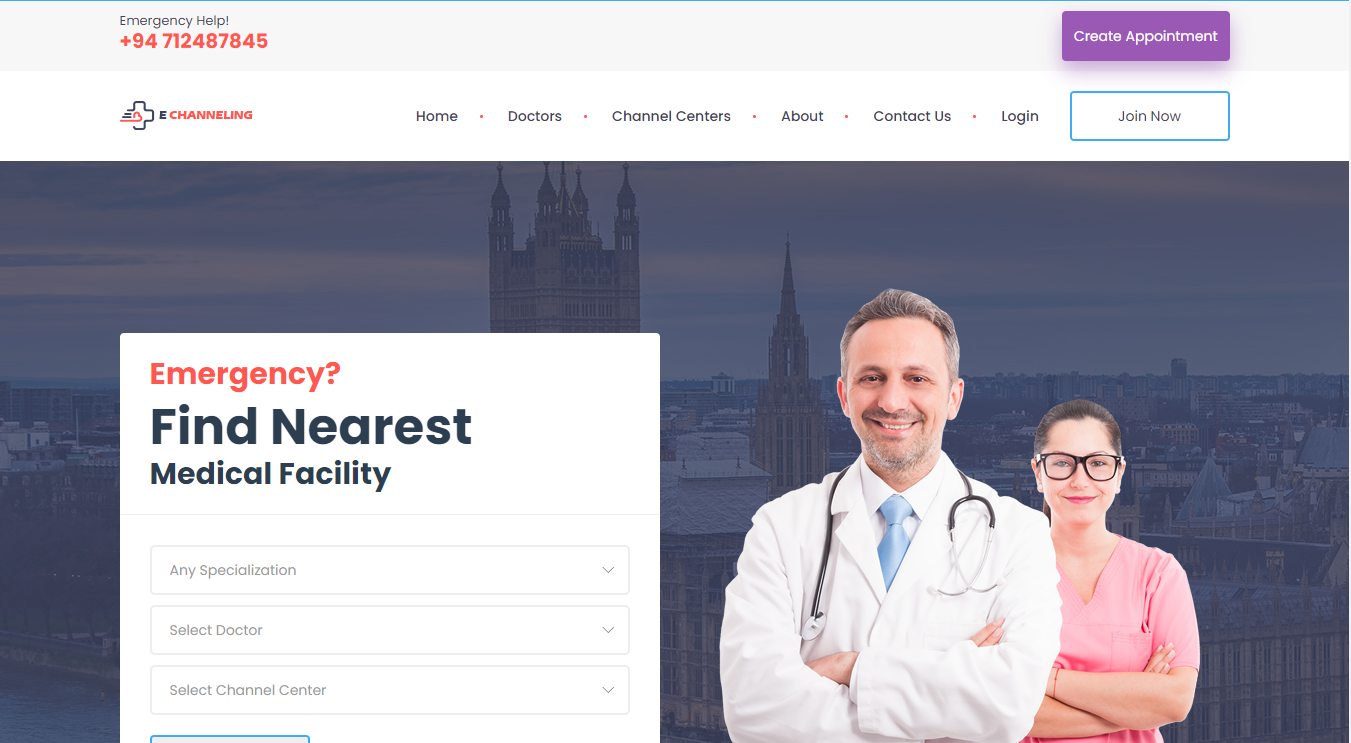 Emergency Help!
+94 712487845
Create Appointment
E CHANNELING
Home
Doctors
Channel Centers
About
Contact Us
Login
Join Now
Emergency?
Find Nearest
Medical Facility
Any Specialization
Select Doctor
Select Channel Center